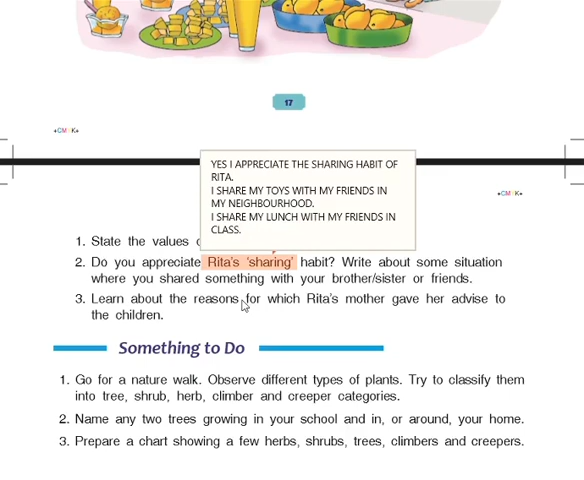 17
CMYK
CMYK
YES I APPRECIATE THE SHARING HABIT OF
RITA.
I SHARE MY TOYS WITH MY FRIENDS IN
MY NEIGHBOURHOOD.
I SHARE MY LUNCH WITH MY FRIENDS IN
CLASS.
1. State the values
2. Do you appreciate Rita's 'sharing' habit? Write about some situation
where you shared something with your brother/sister or friends.
3. Learn about the reasons for which Rita's mother gave her advise to
the children.
Something to Do
1. Go for a nature walk. Observe different types of plants. Try to classify them
into tree, shrub, herb, climber and creeper categories.
2. Name any two trees growing in your school and in, or around, your home.
3. Prepare a chart showing a few herbs, shrubs, trees, climbers and creepers.